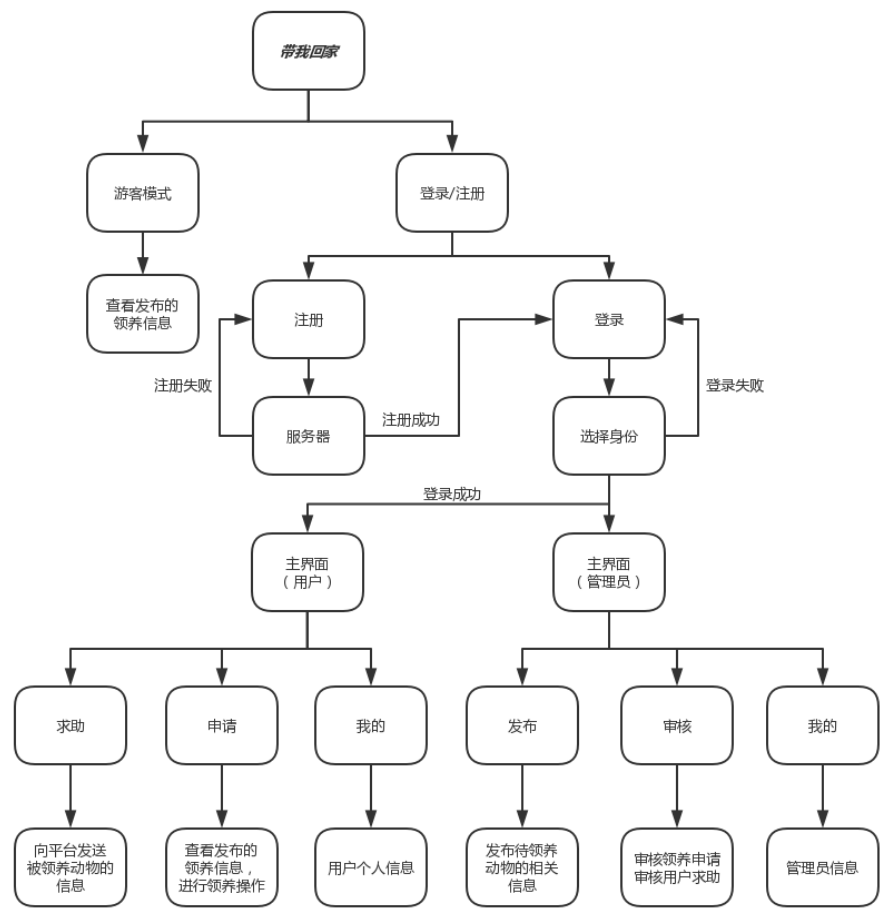 带我回家
游客模式
登录/注册
查看发布的
领养信息
注册
登录
注册失败
注册成功
登录失败
服务器
选择身份
登录成功
主界面
（用户）
主界面
（管理员）
求助
申请
我的
发布
审核
我的
向平台发送
被领养动物的
信息
查看发布的
领养信息，
进行领养操作
用户个人信息
发布待领养
动物的相关
信息
审核领养申请
审核用户求助
管理员信息